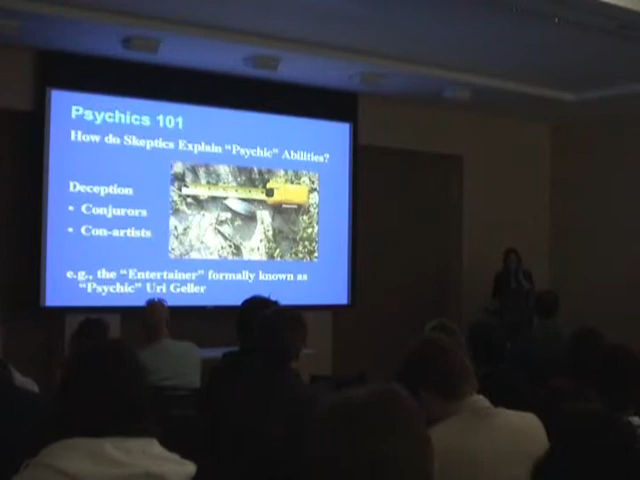 Psychics 101
How do Skeptics Explain “Psychic” Abilities?
Deception
• Conjurors
• Con-artists
e.g., the “Entertainer” formally known as
“Psychic” Uri Geller